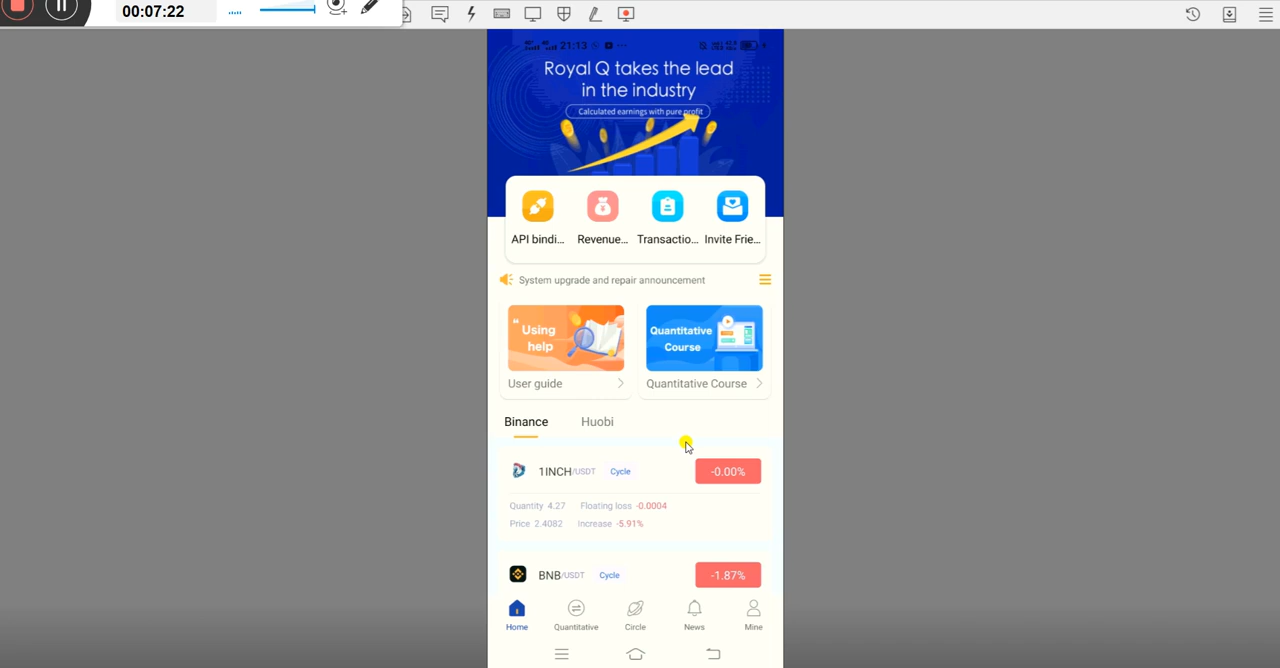 00:07:22
21:13
Royal Q takes the lead
in the industry
Calculated earnings with pure profit
API bindi... Revenue... Transactio... Invite Frie...
System upgrade and repair announcement
Using
help
Quantitative
Course
User guide
Quantitative Course
Binance Huobi
1INCH/USDT Cycle -0.00%
Quantity 4.27 Floating loss -0.0004
Price 2.4082 Increase -5.91%
BNB/USDT Cycle -1.87%
Home Quantitative Circle News Mine